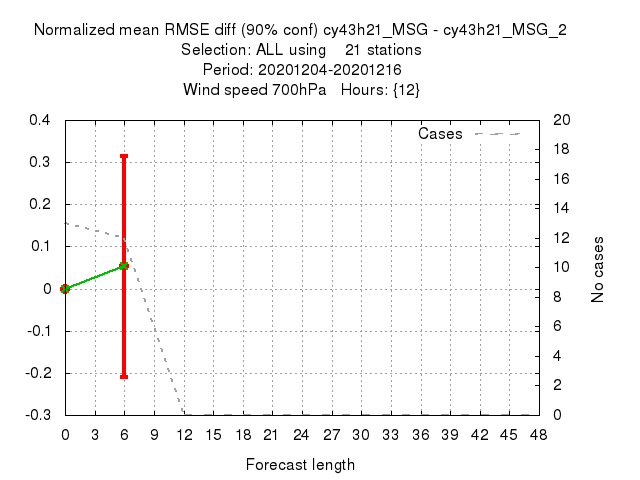 Normalized mean RMSE diff (90% conf) cy43h21_MSG - cy43h21_MSG_2
Selection: ALL using 21 stations
Period: 20201204-20201216
Wind speed 700hPa Hours: {12}
Cases
0.4
0.3
0.2
0.1
0
-0.1
-0.2
-0.3
20
18
16
14
12
10
8
6
4
2
0
No cases
0 3 6 9 12 15 18 21 24 27 30 33 36 39 42 45 48
Forecast length